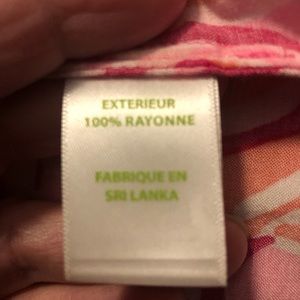 EXTERIEUR
100% RAYONNE
FABRIQUE EN
SRI LANKA